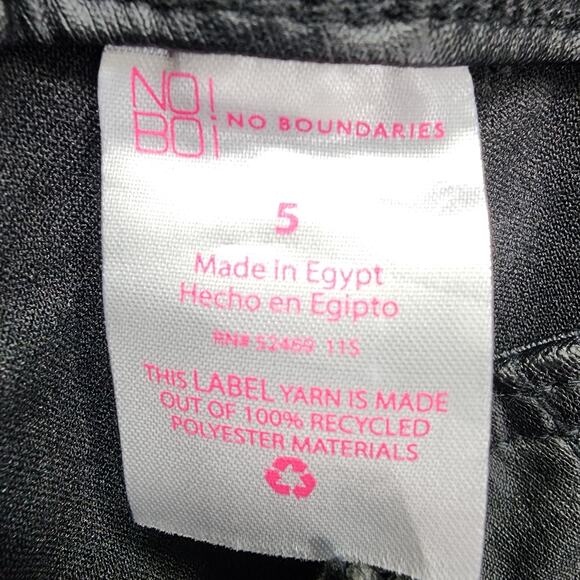 NO!
BO¡ NO BOUNDARIES
5
Made in Egypt
Hecho en Egipto
RN# 52469 11S
THIS LABEL YARN IS MADE
OUT OF 100% RECYCLED
POLYESTER MATERIALS